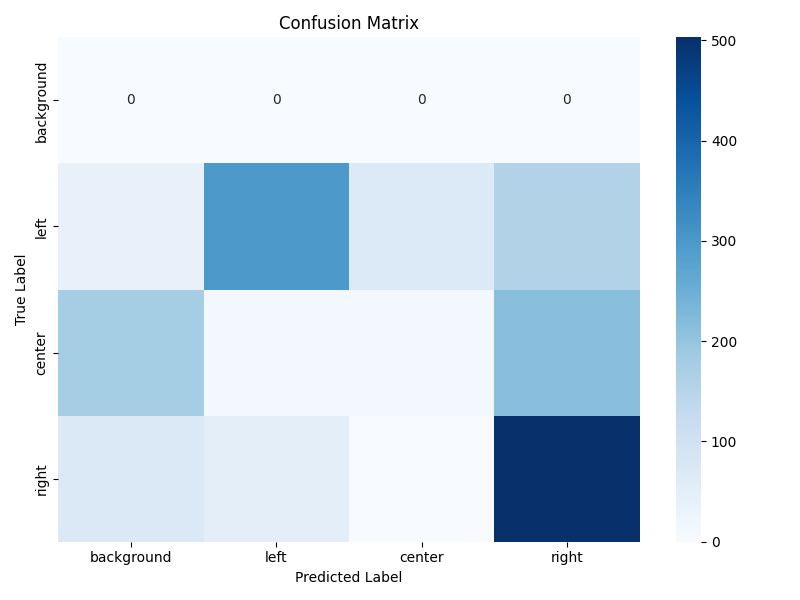 Confusion Matrix
background
0 0 0 0
left
center
right
True Label
background left center right
Predicted Label
500
400
300
200
100
0